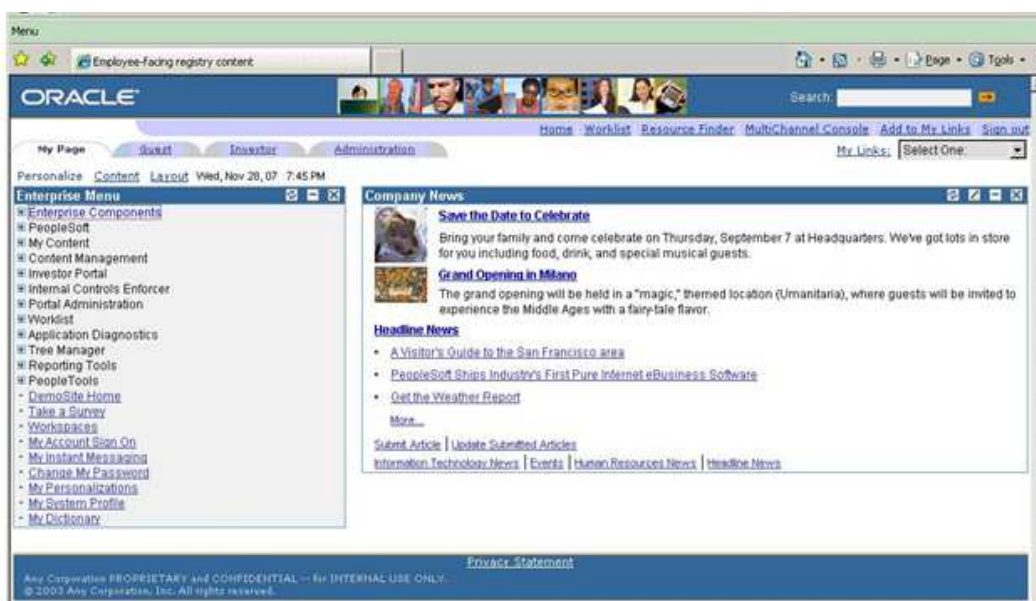 Menu
Employee-facing registry content
Page Tools
ORACLE
Search:
Home Worklist Resource Finder MultiChannel Console Add to My Links Sign out
My Page Guest Investor Administration
My Links: Select One:
Personalize Content Layout Wed, Nov 28, 07 7:45 PM
Enterprise Menu
Enterprise Components
PeopleSoft
My Content
Content Management
Investor Portal
Internal Controls Enforcer
Portal Administration
Worklist
Application Diagnostics
Tree Manager
Reporting Tools
PeopleTools
DemoSite Home
Take a Survey
Workspaces
My Account Sign On
My Instant Messaging
Change My Password
My Personalizations
My System Profile
My Dictionary
Company News
Save the Date to Celebrate
Bring your family and come celebrate on Thursday, September 7 at Headquarters. We've got lots in store
for you including food, drink, and special musical guests.
Grand Opening in Milano
The grand opening will be held in a "magic," themed location (Umanitaria), where guests will be invited to
experience the Middle Ages with a fairy-tale flavor.
Headline News
• A Visitor's Guide to the San Francisco area
• PeopleSoft Ships Industry's First Pure Internet eBusiness Software
• Get the Weather Report
More...
Submit Article | Update Submitted Articles
Information Technology News | Events | Human Resources News | Headline News
Privacy Statement
Any Corporation PROPRIETARY and CONFIDENTIAL -- for INTERNAL USE ONLY.
© 2003 Any Corporation, Inc. All rights reserved.